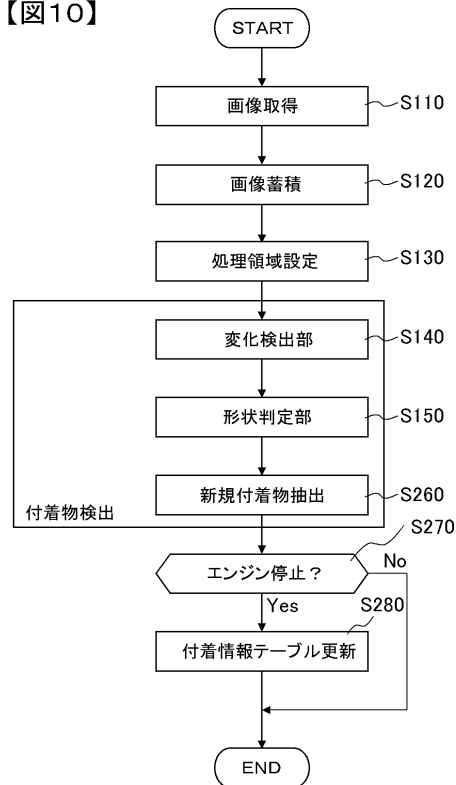 【図10】
START
画像取得
S110
画像蓄積
S120
処理領域設定
S130
変化検出部
S140
形状判定部
S150
新規付着物抽出
S260
付着物検出
S270
エンジン停止？
No
Yes
S280
付着情報テーブル更新
END